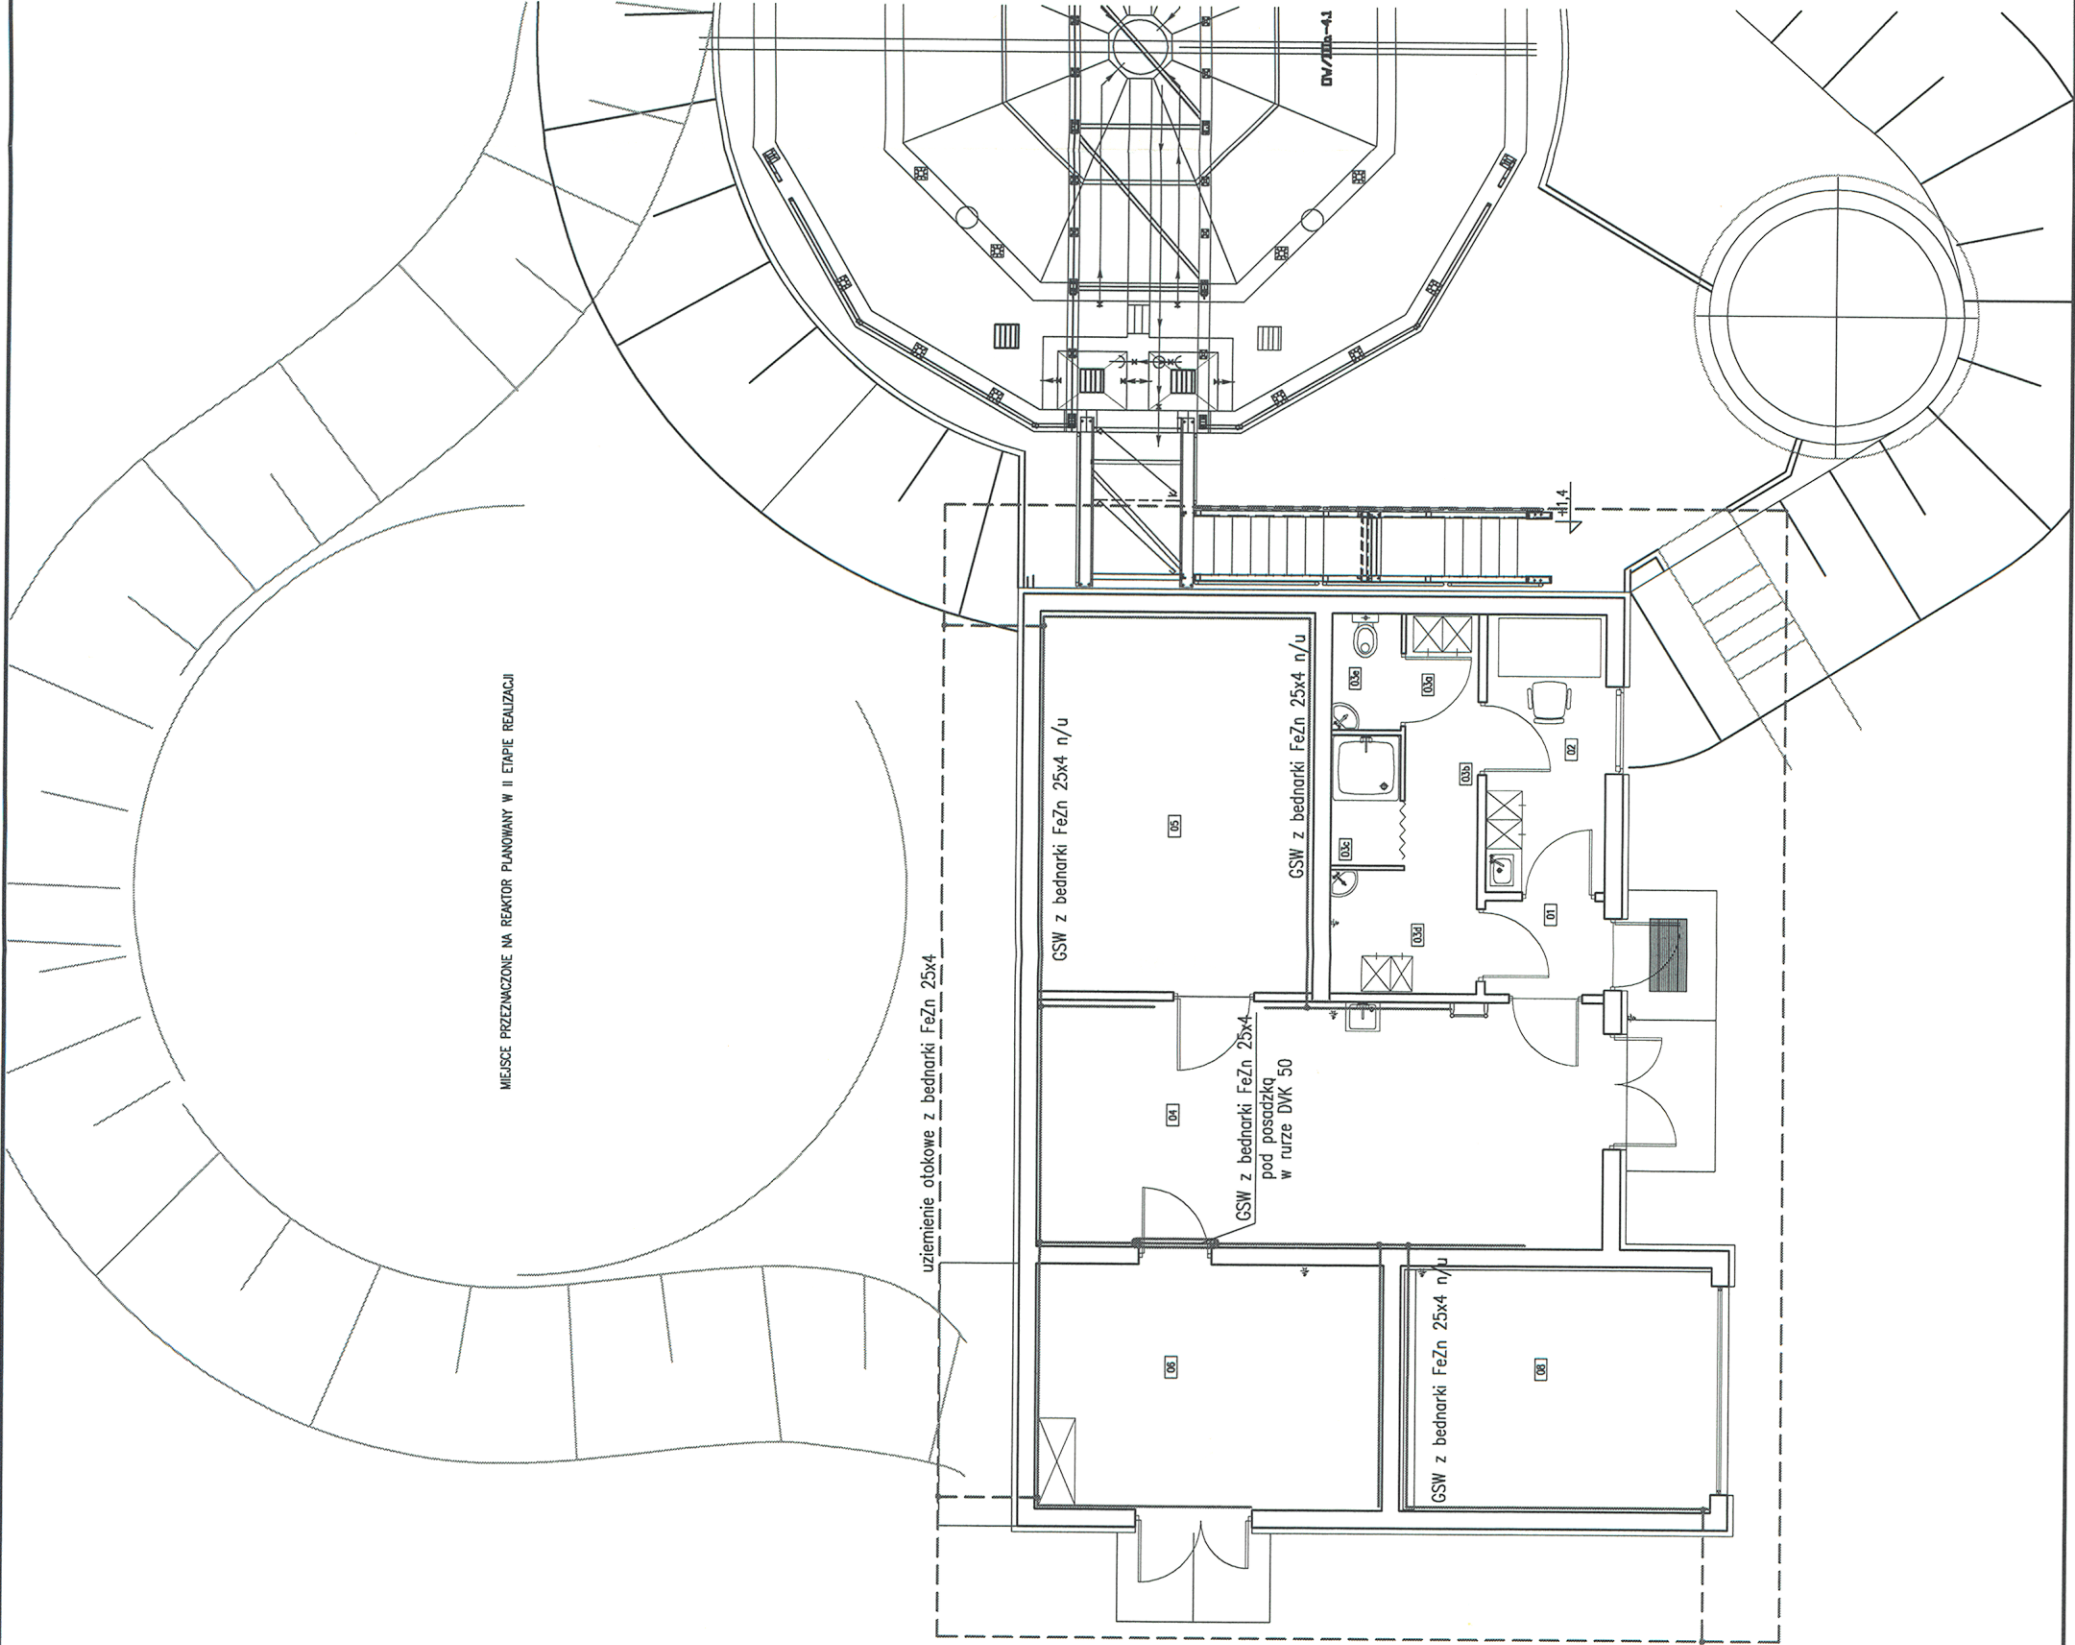 MIEJSCE PRZEZNACZONE NA REAKTOR PLANOWANY W II ETAPIE REALIZACJI
uziemienie otokowe z bednarki FeZn 25x4
GSW z bednarki FeZn 25x4 n/u
05
04
06
GSW z bednarki FeZn 25x4
pod posadzką
w rurze DVK 50
GSW z bednarki FeZn 25x4 n/u
03e
03a
03c
03b
03d
02
01
GSW z bednarki FeZn 25x4 n/u
08
+1,4